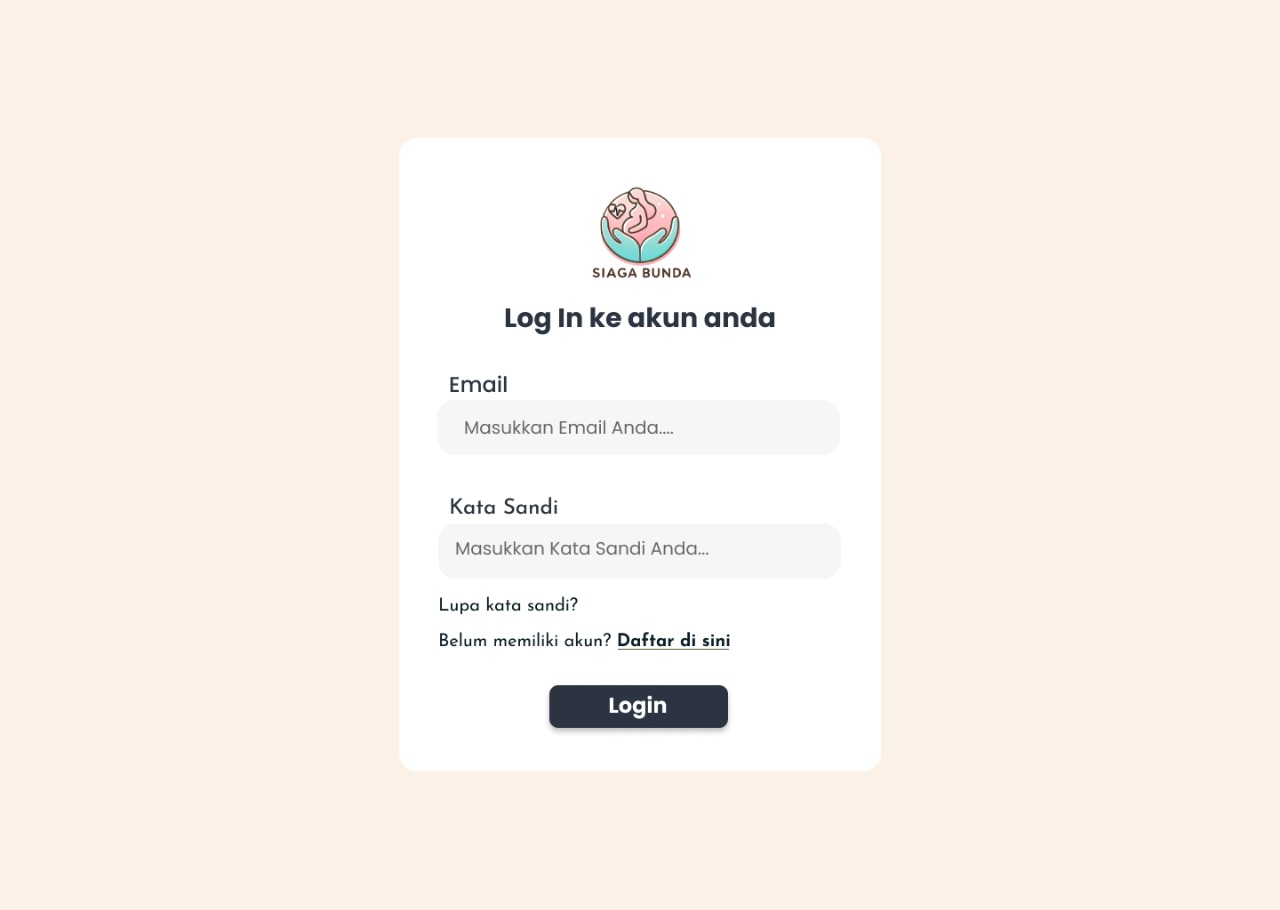 SIAGA BUNDA
Log In ke akun anda
Email
Masukkan Email Anda....
Kata Sandi
Masukkan Kata Sandi Anda...
Lupa kata sandi?
Belum memiliki akun? Daftar di sini
Login